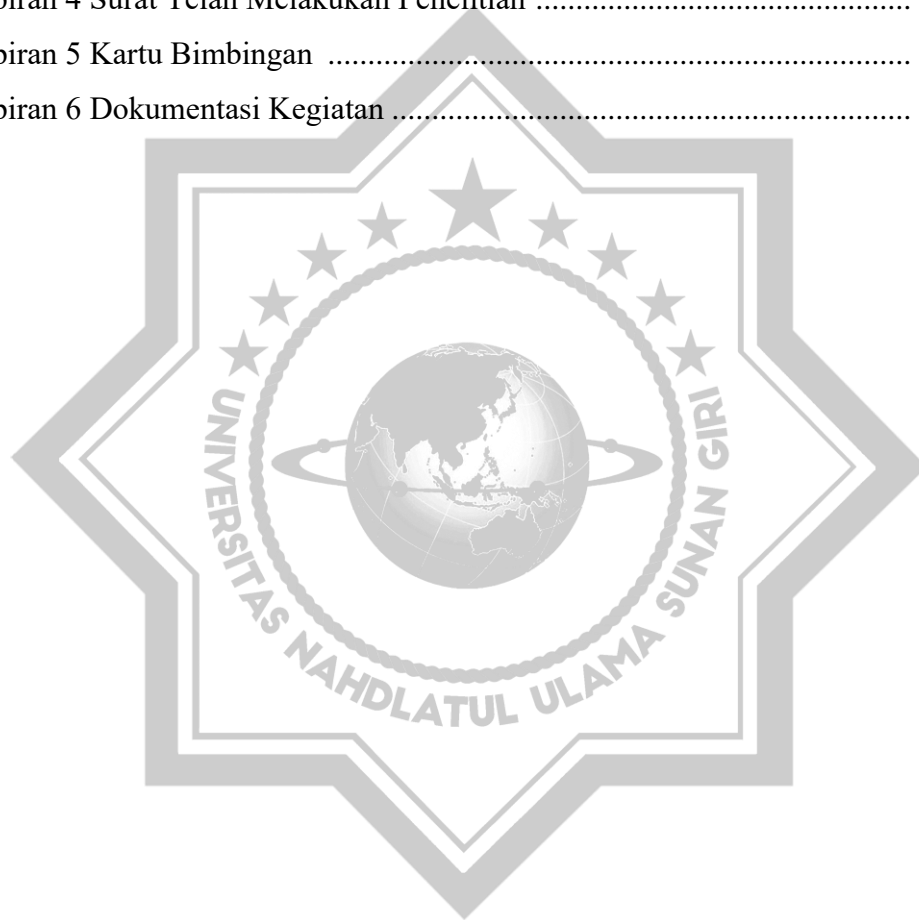 piran 4 Surat Telah Melakukan Penelitian ...............................................
piran 5 Kartu Bimbingan .........................................................................
piran 6 Dokumentasi Kegiatan .................................................................
UNIVERSITAS NAHDLATUL ULAMA SUNAN GIRI